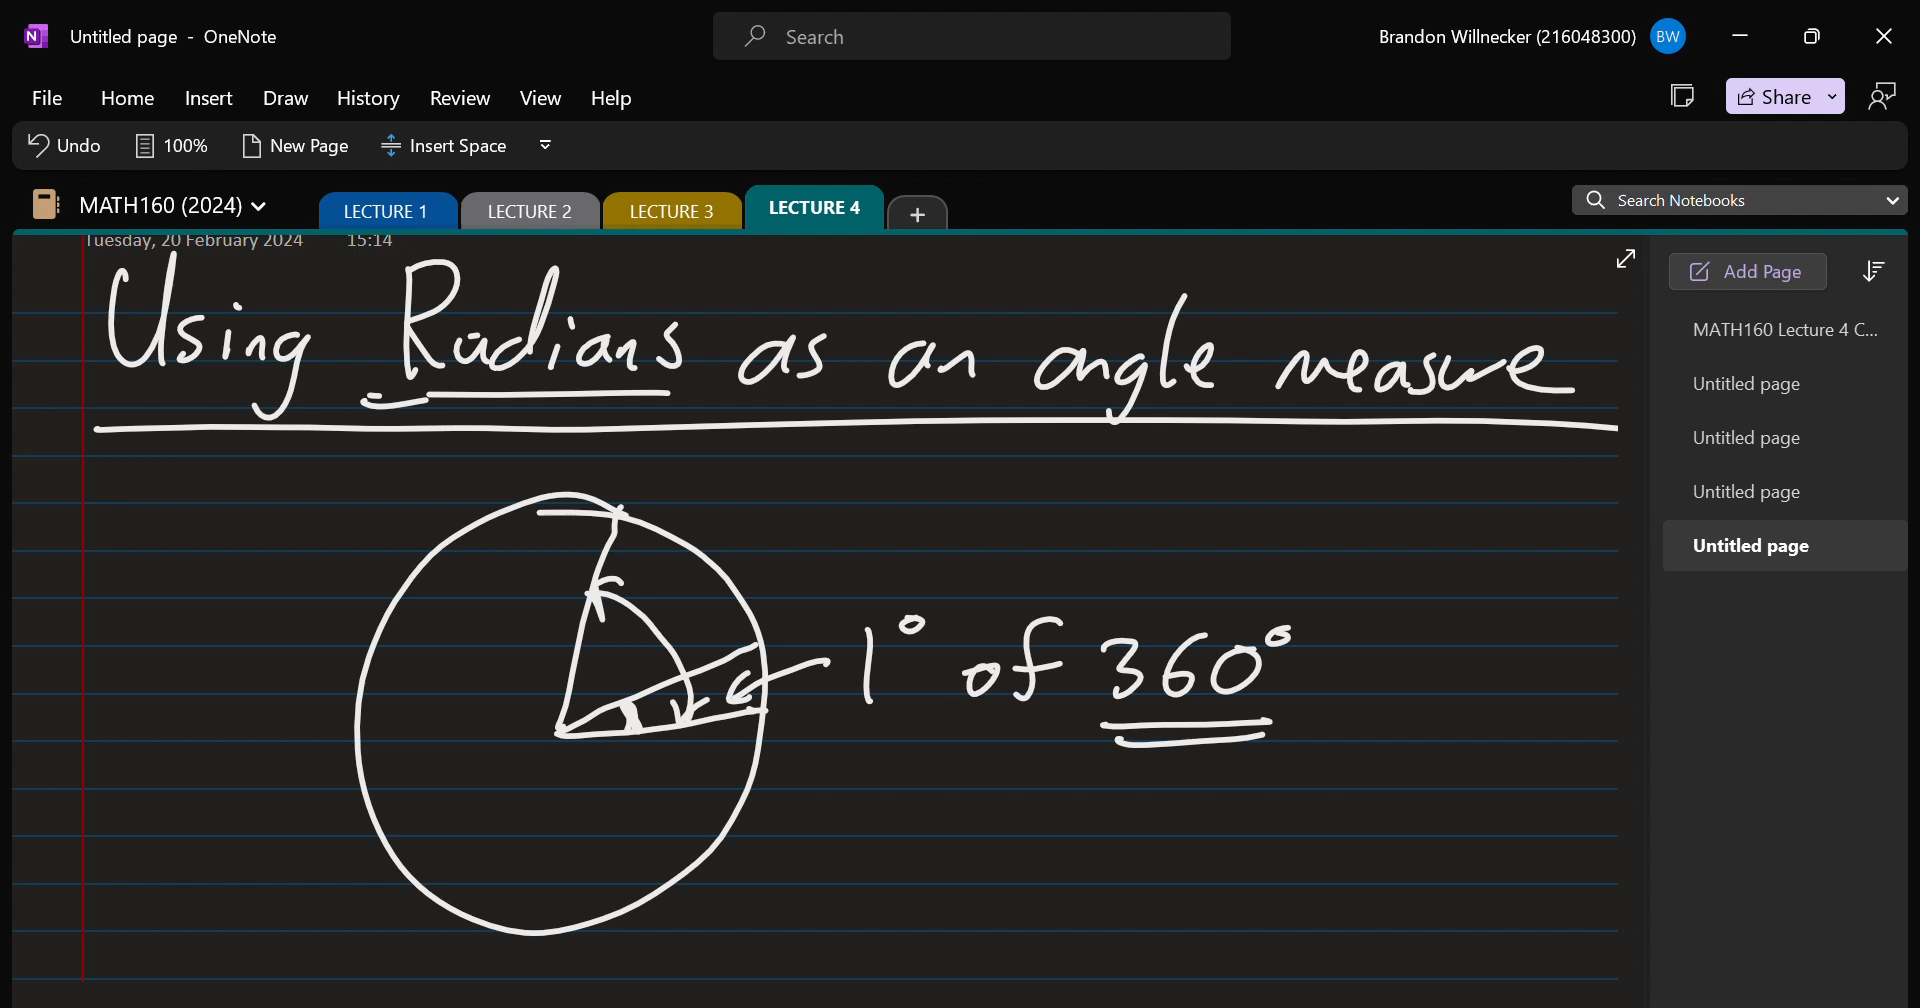 Untitled page - OneNote
Search
Brandon Willnecker (216048300)
BW
File Home Insert Draw History Review View Help
Share
Undo 100% New Page Insert Space
MATH160 (2024)
LECTURE 1
LECTURE 2
LECTURE 3
LECTURE 4
+
Search Notebooks
Tuesday, 20 February 2024 15:14
Using Radians as an angle measure
1° of 360°
Add Page
MATH160 Lecture 4 C...
Untitled page
Untitled page
Untitled page
Untitled page